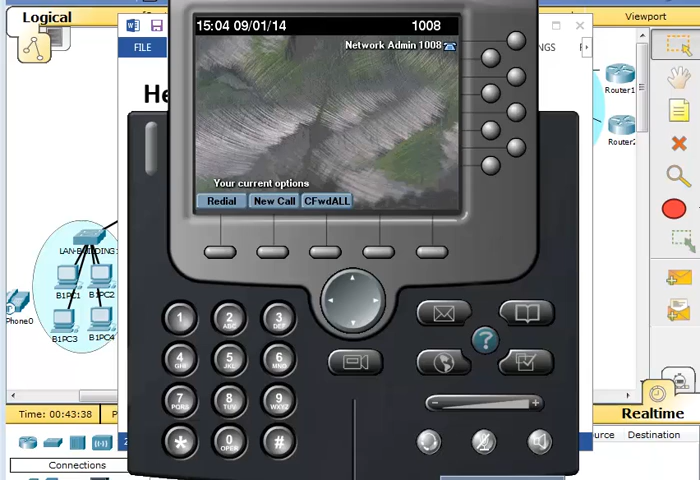 Logical
Viewport
FILE
NGS
He
15:04 09/01/14 1008
Network Admin 1008
Your current options
Redial New Call CFwdALL
Router1
Router2
B1PC1 B1PC2
B1PC3 B1PC4
Phone0
1 2 ABC 3 DEF
4 GHI 5 JKL 6 MNO
7 PQRS 8 TUV 9 WXYZ
* 0 OPER #
?
- +
Time: 00:43:38 P
Realtime
Connections
urce Destination